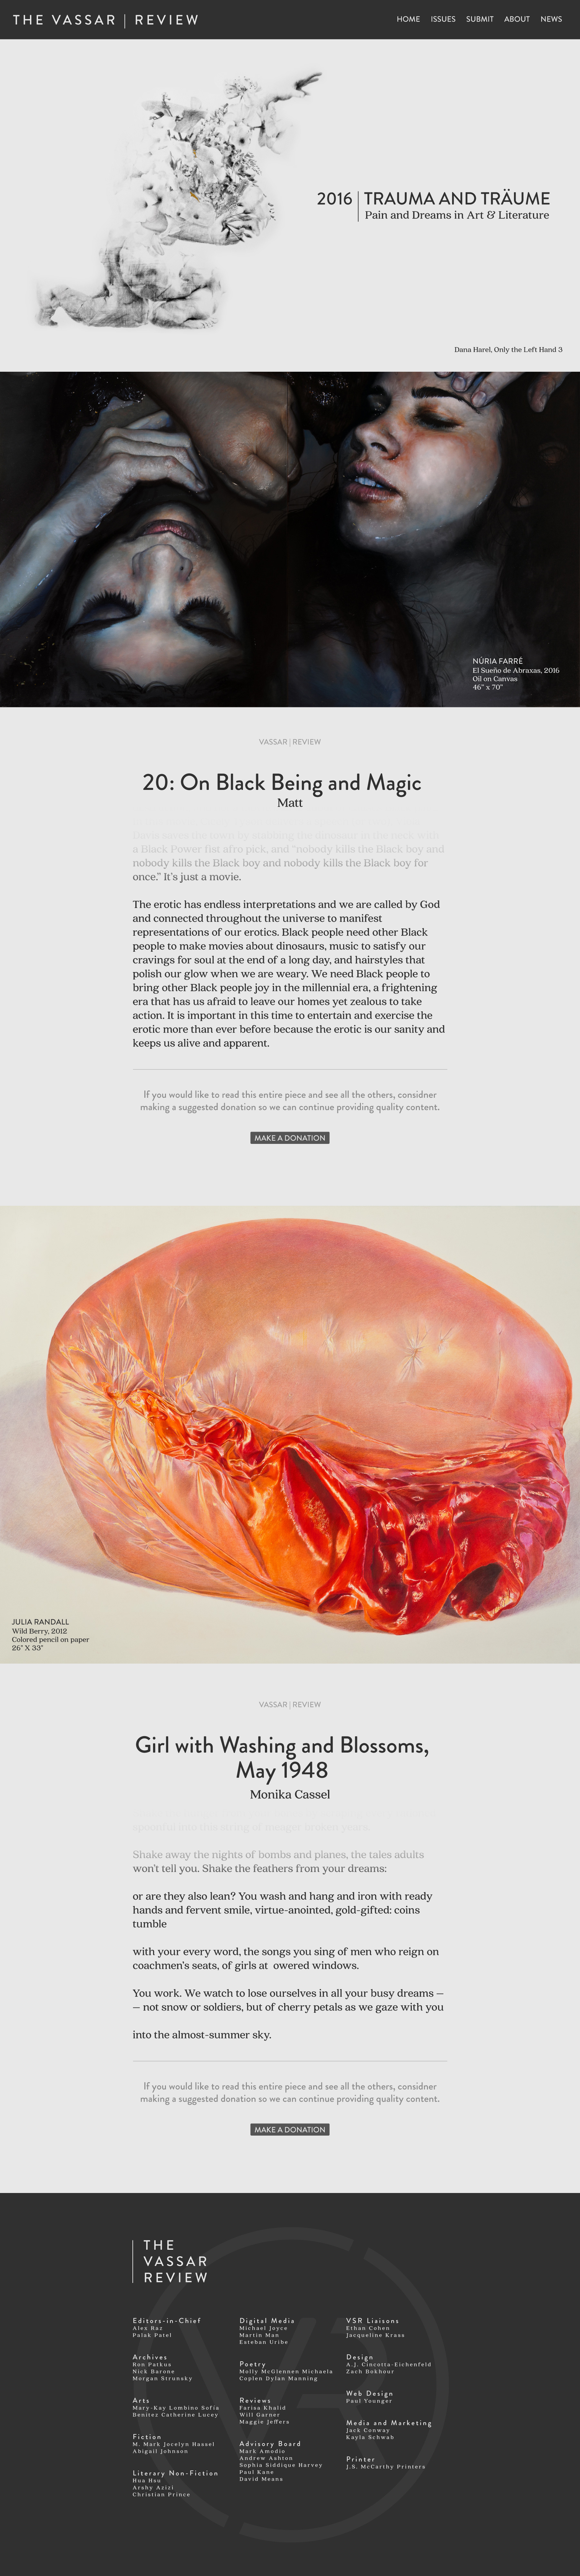 THE VASSAR | REVIEW
HOME ISSUES SUBMIT ABOUT NEWS
2016 | TRAUMA AND TRÄUME
Pain and Dreams in Art & Literature
Dana Harel, Only the Left Hand 3
NÚRIA FARRÉ
El Sueño de Abraxas, 2016
Oil on Canvas
46" x 70"
VASSAR | REVIEW
20: On Black Being and Magic
Matt
a Black Power fist afro pick, and “nobody kills the Black boy and
nobody kills the Black boy and nobody kills the Black boy for
once.” It’s just a movie.
The erotic has endless interpretations and we are called by God
and connected throughout the universe to manifest
representations of our erotics. Black people need other Black
people to make movies about dinosaurs, music to satisfy our
cravings for soul at the end of a long day, and hairstyles that
polish our glow when we are weary. We need Black people to
bring other Black people joy in the millennial era, a frightening
era that has us afraid to leave our homes yet zealous to take
action. It is important in this time to entertain and exercise the
erotic more than ever before because the erotic is our sanity and
keeps us alive and apparent.
If you would like to read this entire piece and see all the others, considner
making a suggested donation so we can continue providing quality content.
MAKE A DONATION
JULIA RANDALL
Wild Berry, 2012
Colored pencil on paper
26" X 33"
VASSAR | REVIEW
Girl with Washing and Blossoms,
May 1948
Monika Cassel
Shake away the nights of bombs and planes, the tales adults
won’t tell you. Shake the feathers from your dreams:
or are they also lean? You wash and hang and iron with ready
hands and fervent smile, virtue-anointed, gold-gifted: coins
tumble
with your every word, the songs you sing of men who reign on
coachmen’s seats, of girls at owered windows.
You work. We watch to lose ourselves in all your busy dreams —
— not snow or soldiers, but of cherry petals as we gaze with you
into the almost-summer sky.
If you would like to read this entire piece and see all the others, considner
making a suggested donation so we can continue providing quality content.
MAKE A DONATION
THE
VASSAR
REVIEW
Editors-in-Chief
Alex Raz
Palak Patel
Archives
Ron Patkus
Nick Barone
Morgan Strunsky
Arts
Mary-Kay Lombino Sofía
Benitez Catherine Lucey
Fiction
M. Mark Jocelyn Hassel
Abigail Johnson
Literary Non-Fiction
Hua Hsu
Arshy Azizi
Christian Prince
Digital Media
Michael Joyce
Martin Man
Esteban Uribe
Poetry
Molly McGlennen Michaela
Coplen Dylan Manning
Reviews
Farisa Khalid
Will Garner
Maggie Jeffers
Advisory Board
Mark Amodio
Andrew Ashton
Sophia Siddique Harvey
Paul Kane
David Means
VSR Liaisons
Ethan Cohen
Jacqueline Krass
Design
A.J. Cincotta-Eichenfeld
Zach Bokhour
Web Design
Paul Younger
Media and Marketing
Jack Conway
Kayla Schwab
Printer
J.S. McCarthy Printers